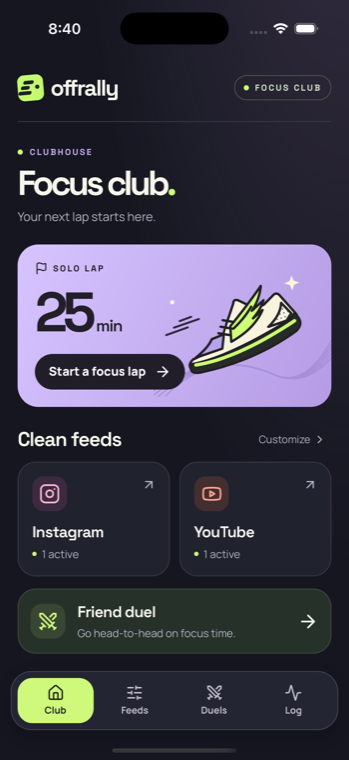 8:40
offrally
FOCUS CLUB
CLUBHOUSE
Focus club.
Your next lap starts here.
SOLO LAP
25 min
Start a focus lap
Clean feeds
Customize
Instagram
1 active
YouTube
1 active
Friend duel
Go head-to-head on focus time.
Club
Feeds
Duels
Log